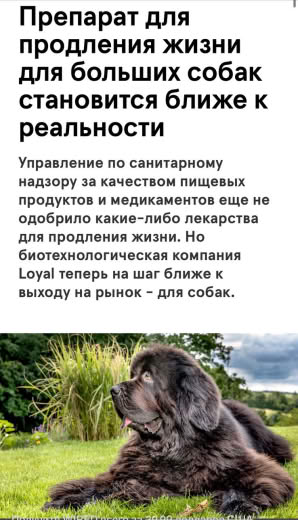 Препарат для
продления жизни
для больших собак
становится ближе к
реальности
Управление по санитарному
надзору за качеством пищевых
продуктов и медикаментов еще не
одобрило какие-либо лекарства
для продления жизни. Но
биотехнологическая компания
Loyal теперь на шаг ближе к
выходу на рынок - для собак.